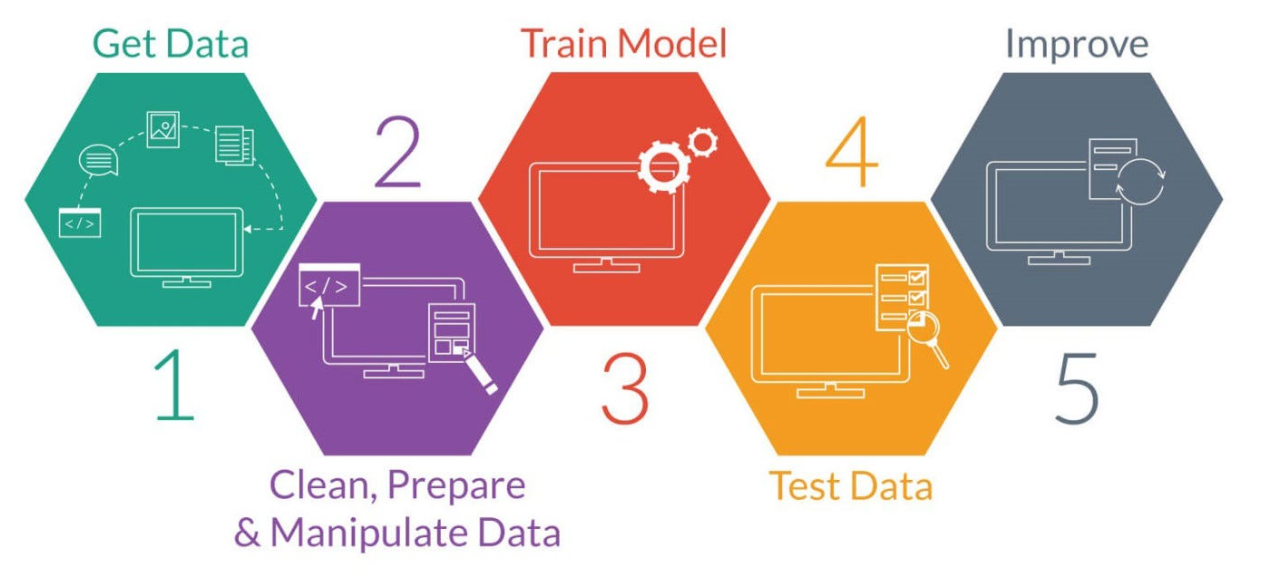 Get Data
1
2
Clean, Prepare
& Manipulate Data
Train Model
3
4
Test Data
Improve
5
</>
</>